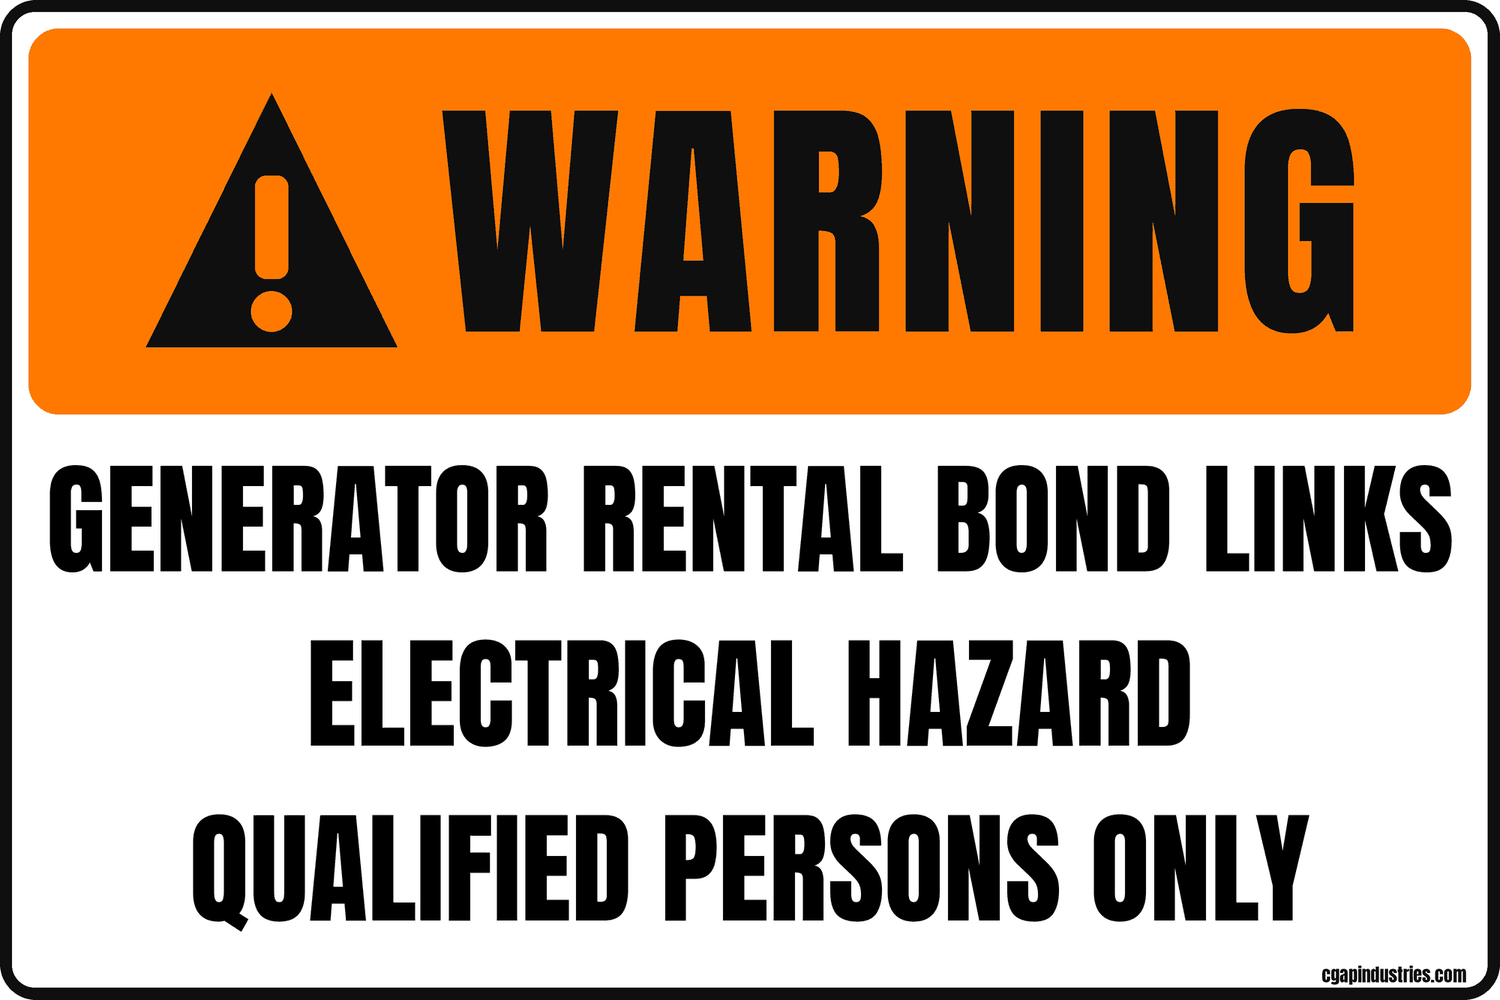 WARNING
GENERATOR RENTAL BOND LINKS
ELECTRICAL HAZARD
QUALIFIED PERSONS ONLY
cgapindustries.com